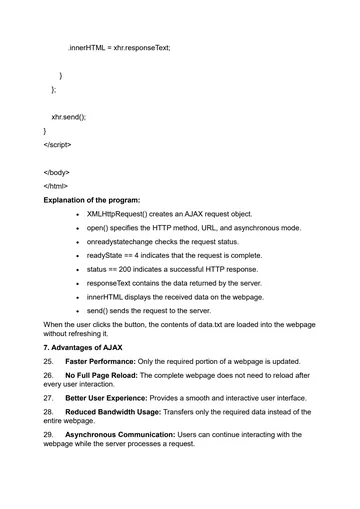 .innerHTML = xhr.responseText;
}
};
xhr.send();
}
</script>
</body>
</html>
Explanation of the program:
• XMLHttpRequest() creates an AJAX request object.
• open() specifies the HTTP method, URL, and asynchronous mode.
• onreadystatechange checks the request status.
• readyState == 4 indicates that the request is complete.
• status == 200 indicates a successful HTTP response.
• responseText contains the data returned by the server.
• innerHTML displays the received data on the webpage.
• send() sends the request to the server.
When the user clicks the button, the contents of data.txt are loaded into the webpage
without refreshing it.
7. Advantages of AJAX
25. Faster Performance: Only the required portion of a webpage is updated.
26. No Full Page Reload: The complete webpage does not need to reload after
every user interaction.
27. Better User Experience: Provides a smooth and interactive user interface.
28. Reduced Bandwidth Usage: Transfers only the required data instead of the
entire webpage.
29. Asynchronous Communication: Users can continue interacting with the
webpage while the server processes a request.